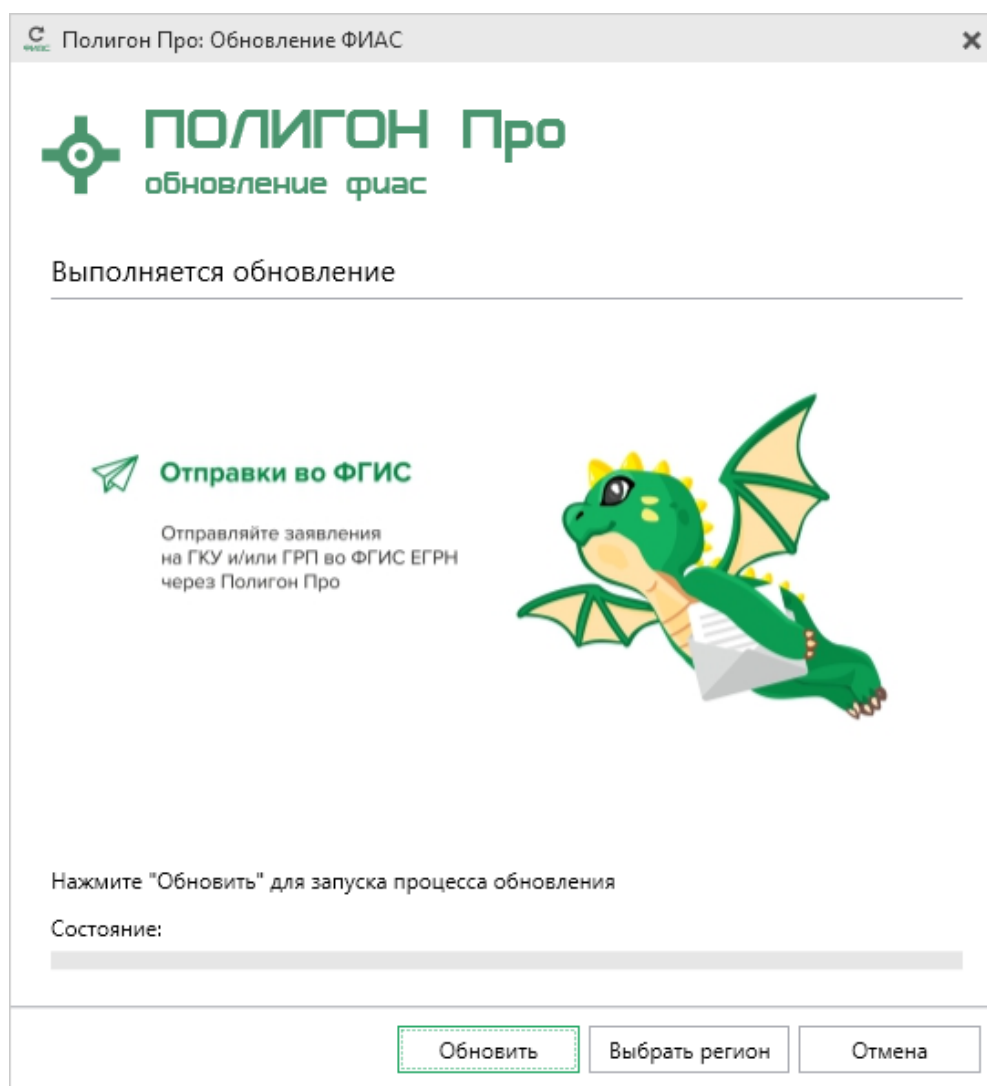 Полигон Про: Обновление ФИАС
ПОЛИГОН Про
обновление фиас
Выполняется обновление
Отправки во ФГИС
Отправляйте заявления
на ГКУ и/или ГРП во ФГИС ЕГРН
через Полигон Про
Нажмите "Обновить" для запуска процесса обновления
Состояние:
Обновить
Выбрать регион
Отмена